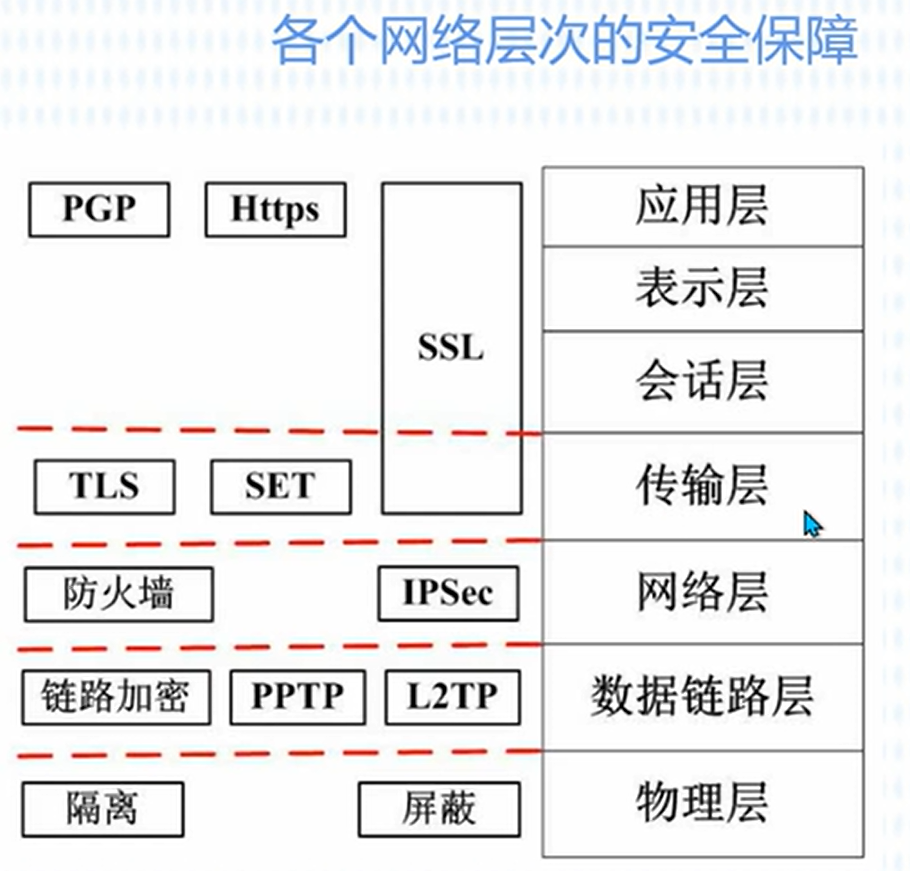 各个网络层次的安全保障
PGP Https 应用层
表示层
SSL 会话层
TLS SET 传输层
防火墙 IPSec 网络层
链路加密 PPTP L2TP 数据链路层
隔离 屏蔽 物理层